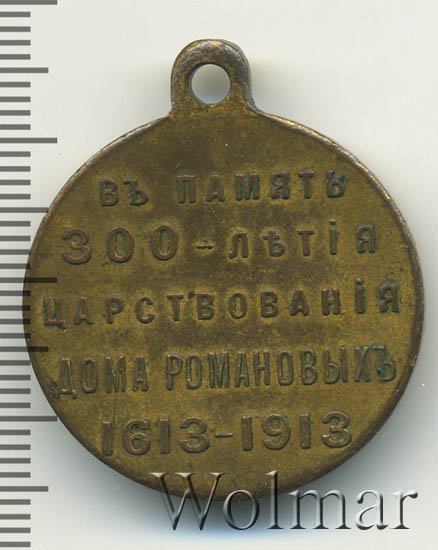 ВЪ ПАМЯТЬ
300-ЛѢТІЯ
ЦАРСТВОВАНІЯ
ДОМА РОМАНОВЫХЪ
1613-1913
Wolmar